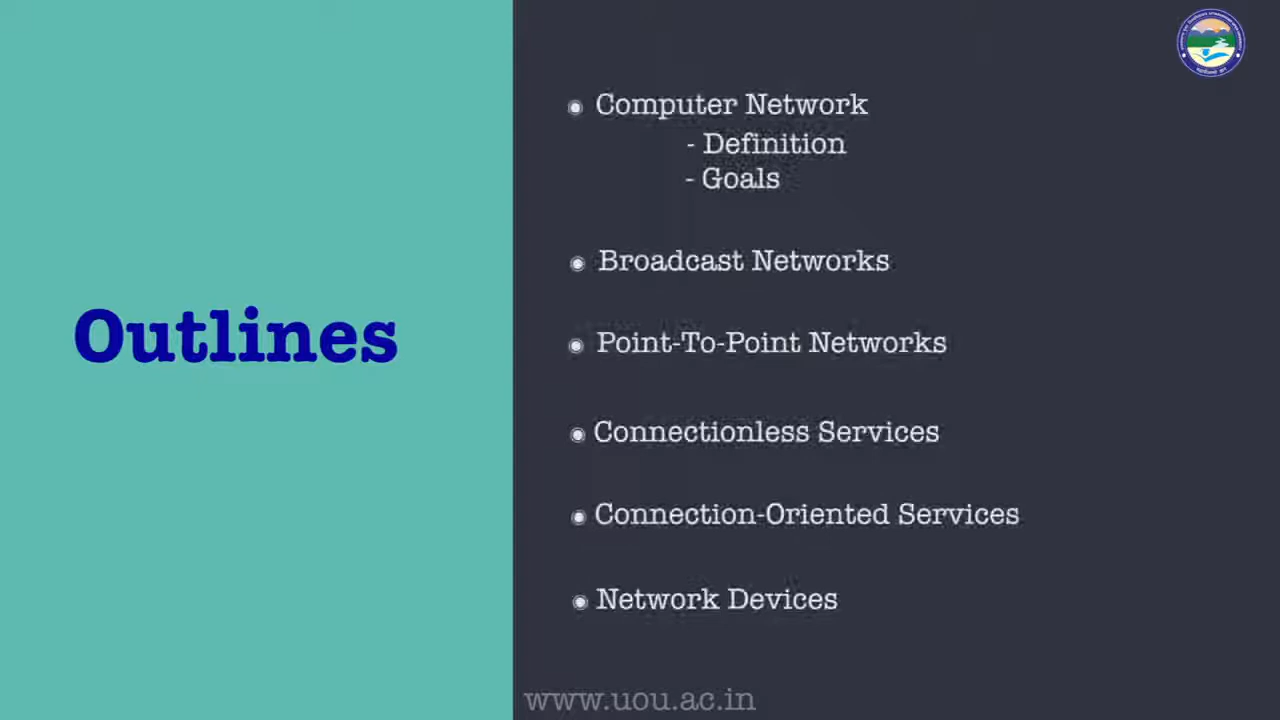 Outlines
Computer Network
- Definition
- Goals
Broadcast Networks
Point-To-Point Networks
Connectionless Services
Connection-Oriented Services
Network Devices
www.uou.ac.in